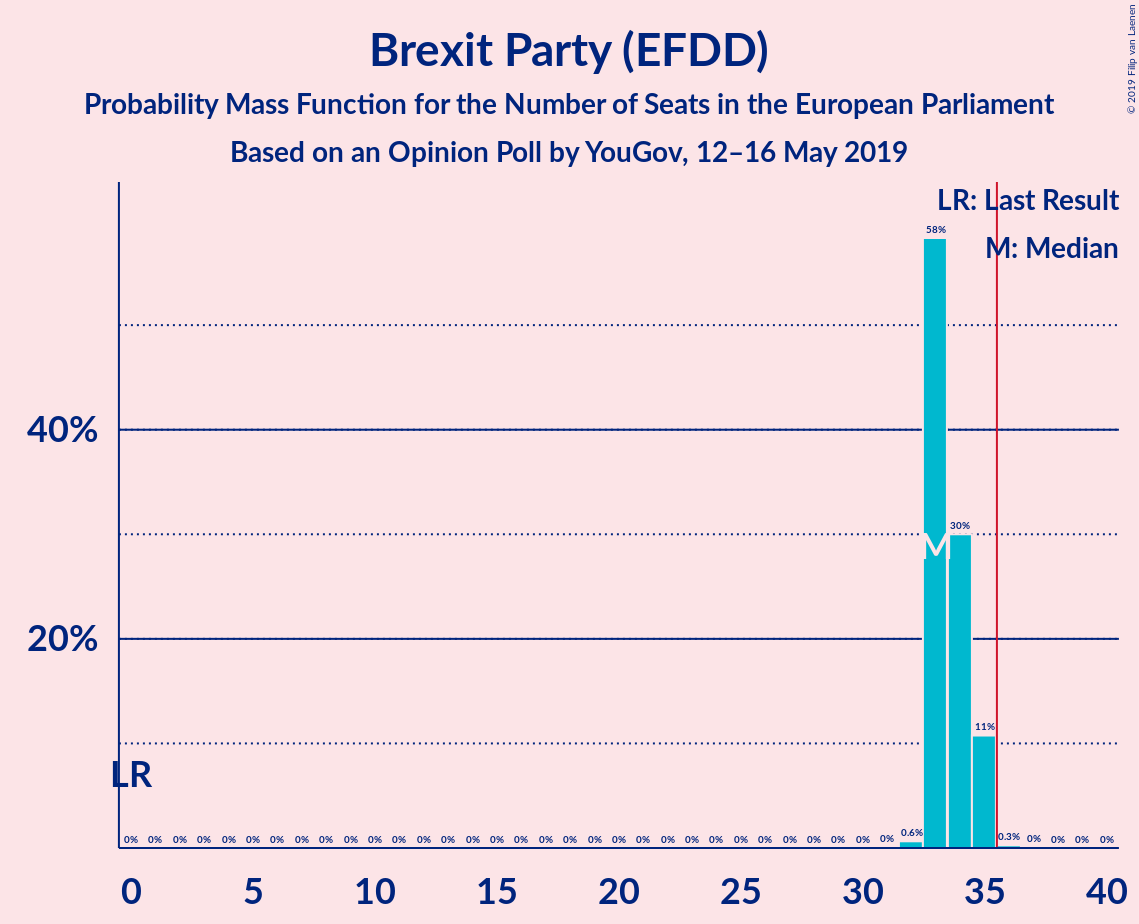 Brexit Party (EFDD)
Probability Mass Function for the Number of Seats in the European Parliament
Based on an Opinion Poll by YouGov, 12–16 May 2019
© 2019 Filip van Laenen
LR: Last Result
M: Median
58%
40%
30%
M
20%
11%
LR
0% 0% 0% 0% 0% 0% 0% 0% 0% 0% 0% 0% 0% 0% 0% 0% 0% 0% 0% 0% 0% 0% 0% 0% 0% 0% 0% 0% 0% 0% 0% 0% 0.6% 0.3% 0% 0% 0% 0%
0 5 10 15 20 25 30 35 40